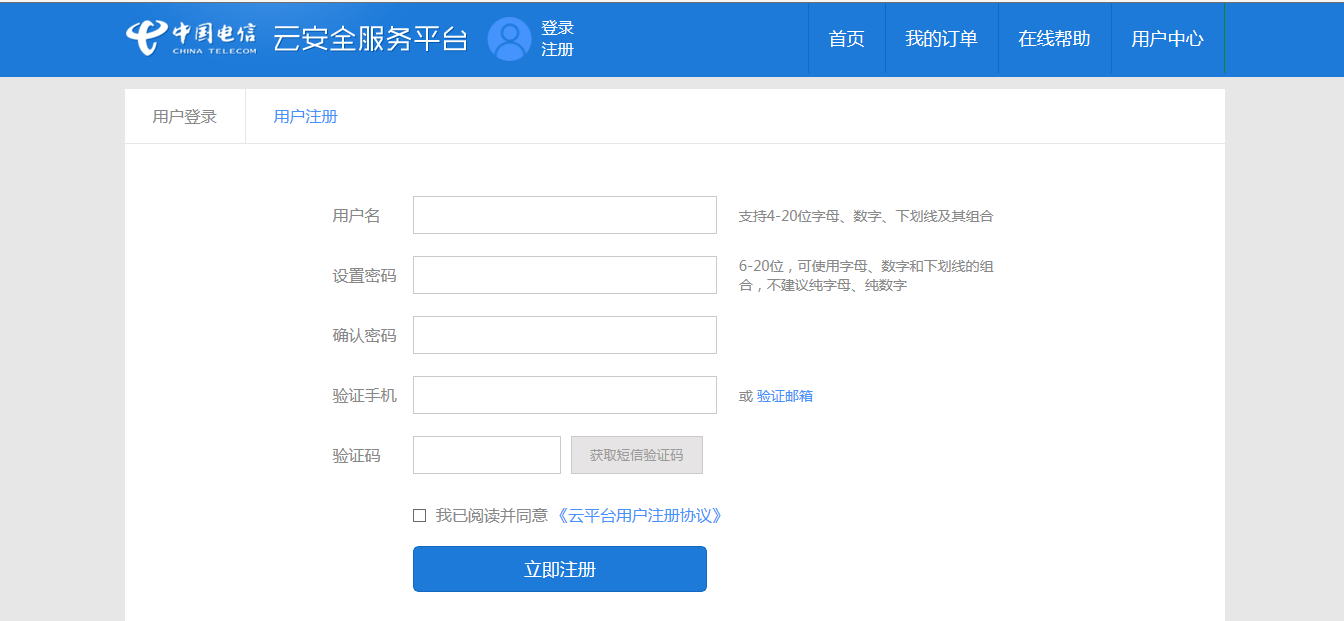 中国电信
CHINA TELECOM
云安全服务平台
登录
注册
首页
我的订单
在线帮助
用户中心
用户登录
用户注册
用户名
支持4-20位字母、数字、下划线及其组合
设置密码
6-20位，可使用字母、数字和下划线的组
合，不建议纯字母、纯数字
确认密码
验证手机
或 验证邮箱
验证码
获取短信验证码
我已阅读并同意 《云平台用户注册协议》
立即注册